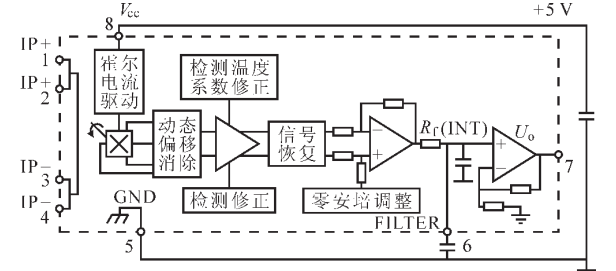 Vcc
+5 V
8
IP+
1
IP+
2
霍尔
电流
驱动
检测温度
系数修正
动态
偏移
消除
信号
恢复
−
+
Rf(1NT)
+
−
Uo
7
IP−
3
IP−
4
GND
检测修正
零安培调整
FILTER
5
6